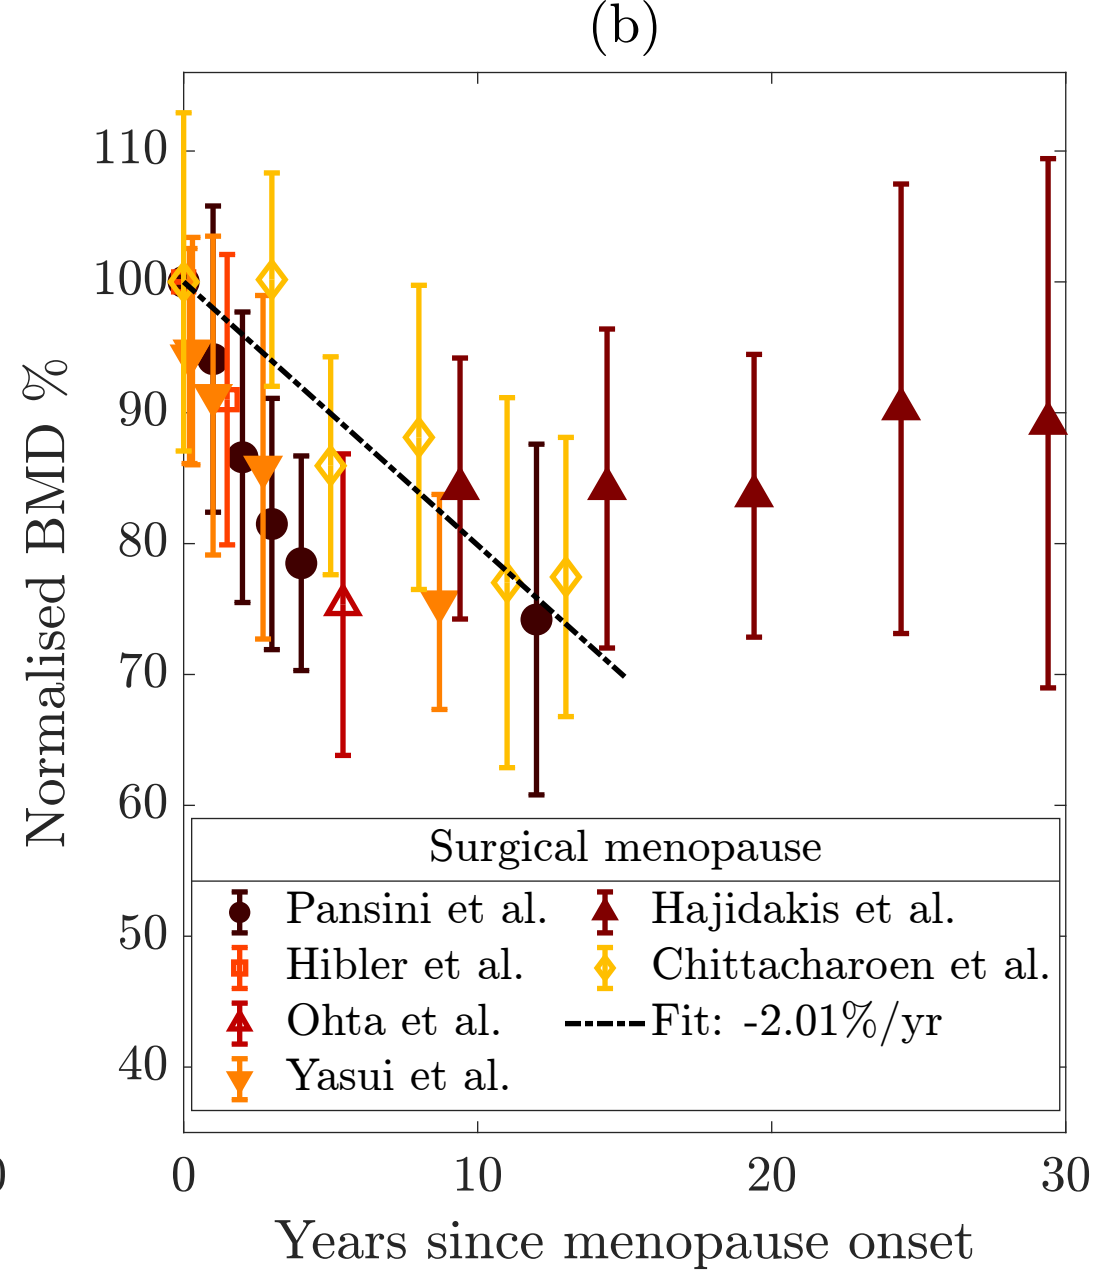 (b)
Normalised BMD %
110
100
90
80
70
60
50
40
Surgical menopause
Pansini et al.
Hibler et al.
Ohta et al.
Yasui et al.
Hajidakis et al.
Chittacharoen et al.
Fit: -2.01%/yr
0
0
10
20
30
Years since menopause onset